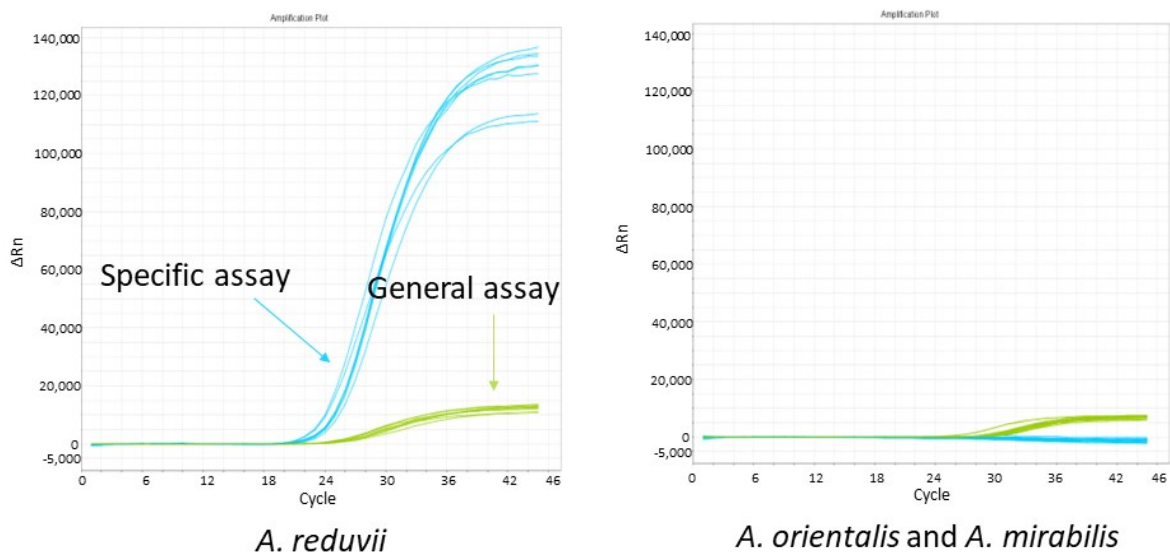 Amplification Plot
140,000
120,000
100,000
80,000
60,000
40,000
20,000
0
-5,000
ΔRn
Specific assay
General assay
0 6 12 18 24 30 36 42 46
Cycle
A. reduvii
Amplification Plot
140,000
120,000
100,000
80,000
60,000
40,000
20,000
0
-5,000
ΔRn
0 6 12 18 24 30 36 42 46
Cycle
A. orientalis and A. mirabilis